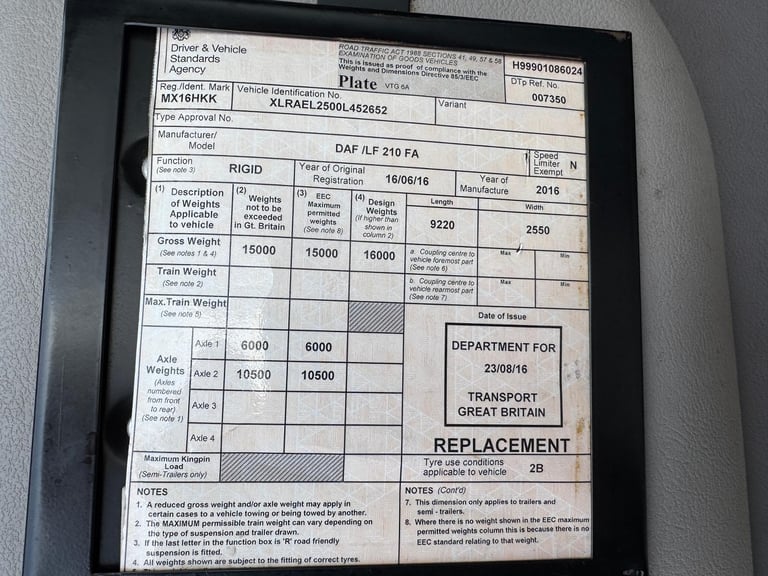 Driver & Vehicle
Standards
Agency
ROAD TRAFFIC ACT 1988 SECTIONS 41, 49, 57 & 58
EXAMINATION OF GOODS VEHICLES
This is issued as proof of compliance with the
Weights and Dimensions Directive 85/3/EEC
Plate VTG 6A
H99901086024
DTp Ref. No.
007350
Reg./Ident. Mark
MX16HKK
Vehicle Identification No.
XLRAEL2500L452652
Variant
Type Approval No.
Manufacturer/
Model
DAF /LF 210 FA
Speed
Limiter
Exempt
N
Function
(See note 3)
RIGID
Year of Original
Registration
16/06/16
Year of
Manufacture
2016
(1) Description
of Weights
Applicable
to vehicle
(2)
Weights
not to be
exceeded
in Gt. Britain
(3) EEC
Maximum
permitted
weights
(See note 8)
(4) Design
Weights
(If higher than
shown in
column 2)
Length
9220
Width
2550
Gross Weight
(See notes 1 & 4)
15000
15000
16000
a. Coupling centre to
vehicle foremost part
(See note 6)
Max
Min
Train Weight
(See note 2)
b. Coupling centre to
vehicle rearmost part
(See note 7)
Max
Min
Max.Train Weight
(See note 5)
Date of Issue
Axle
Weights
(Axles
numbered
from front
to rear)
(See note 1)
Axle 1
6000
6000
Axle 2
10500
10500
Axle 3
Axle 4
DEPARTMENT FOR
23/08/16
TRANSPORT
GREAT BRITAIN
REPLACEMENT
Maximum Kingpin
Load
(Semi-Trailers only)
Tyre use conditions
applicable to vehicle
2B
NOTES
1. A reduced gross weight and/or axle weight may apply in
certain cases to a vehicle towing or being towed by another.
2. The MAXIMUM permissible train weight can vary depending on
the type of suspension and trailer drawn.
3. If the last letter in the function box is 'R' road friendly
suspension is fitted.
4. All weights shown are subject to the fitting of correct tyres.
NOTES (Cont'd)
7. This dimension only applies to trailers and
semi - trailers.
8. Where there is no weight shown in the EEC maximum
permitted weights column this is because there is no
EEC standard relating to that weight.